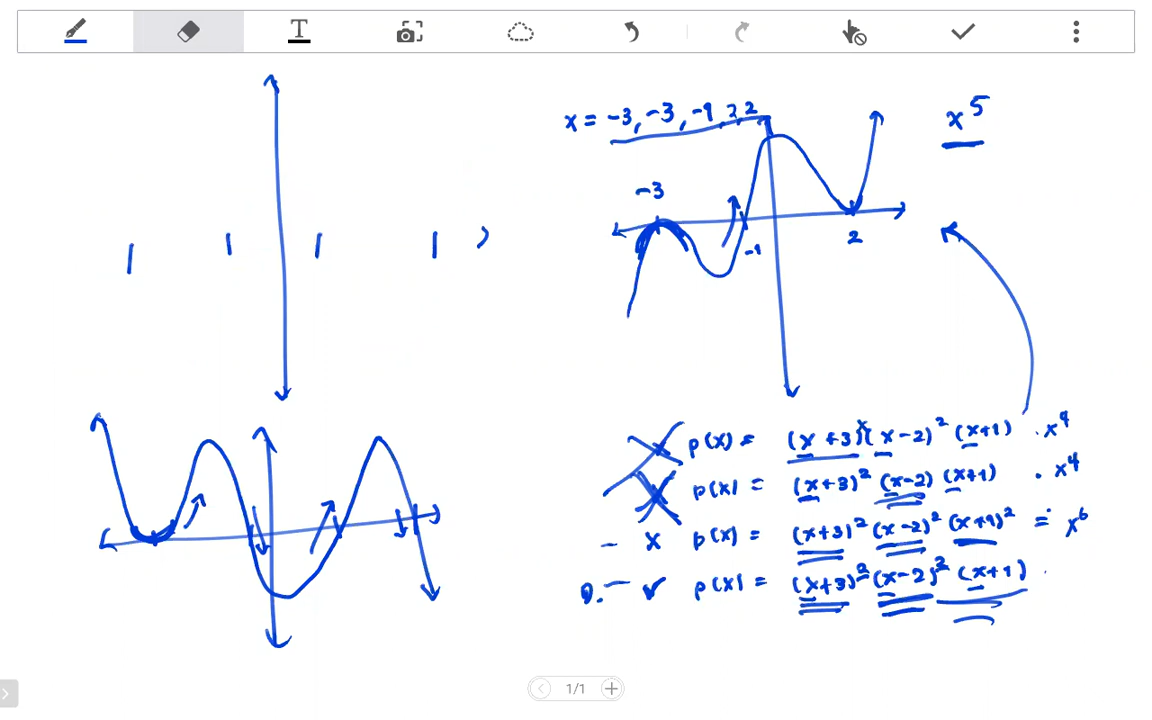 T
x = -3, -3, -1, 2, 2
x⁵
-3
-1
2
p(x) = (x+3)(x-2)² (x+1) . x⁴
p(x) = (x+3)² (x-2) (x+1) . x⁴
- x p(x) = (x+3)² (x-2)² (x+1)² = x⁶
D. - ✓ p(x) = (x+3)² (x-2)² (x+1) .
1/1